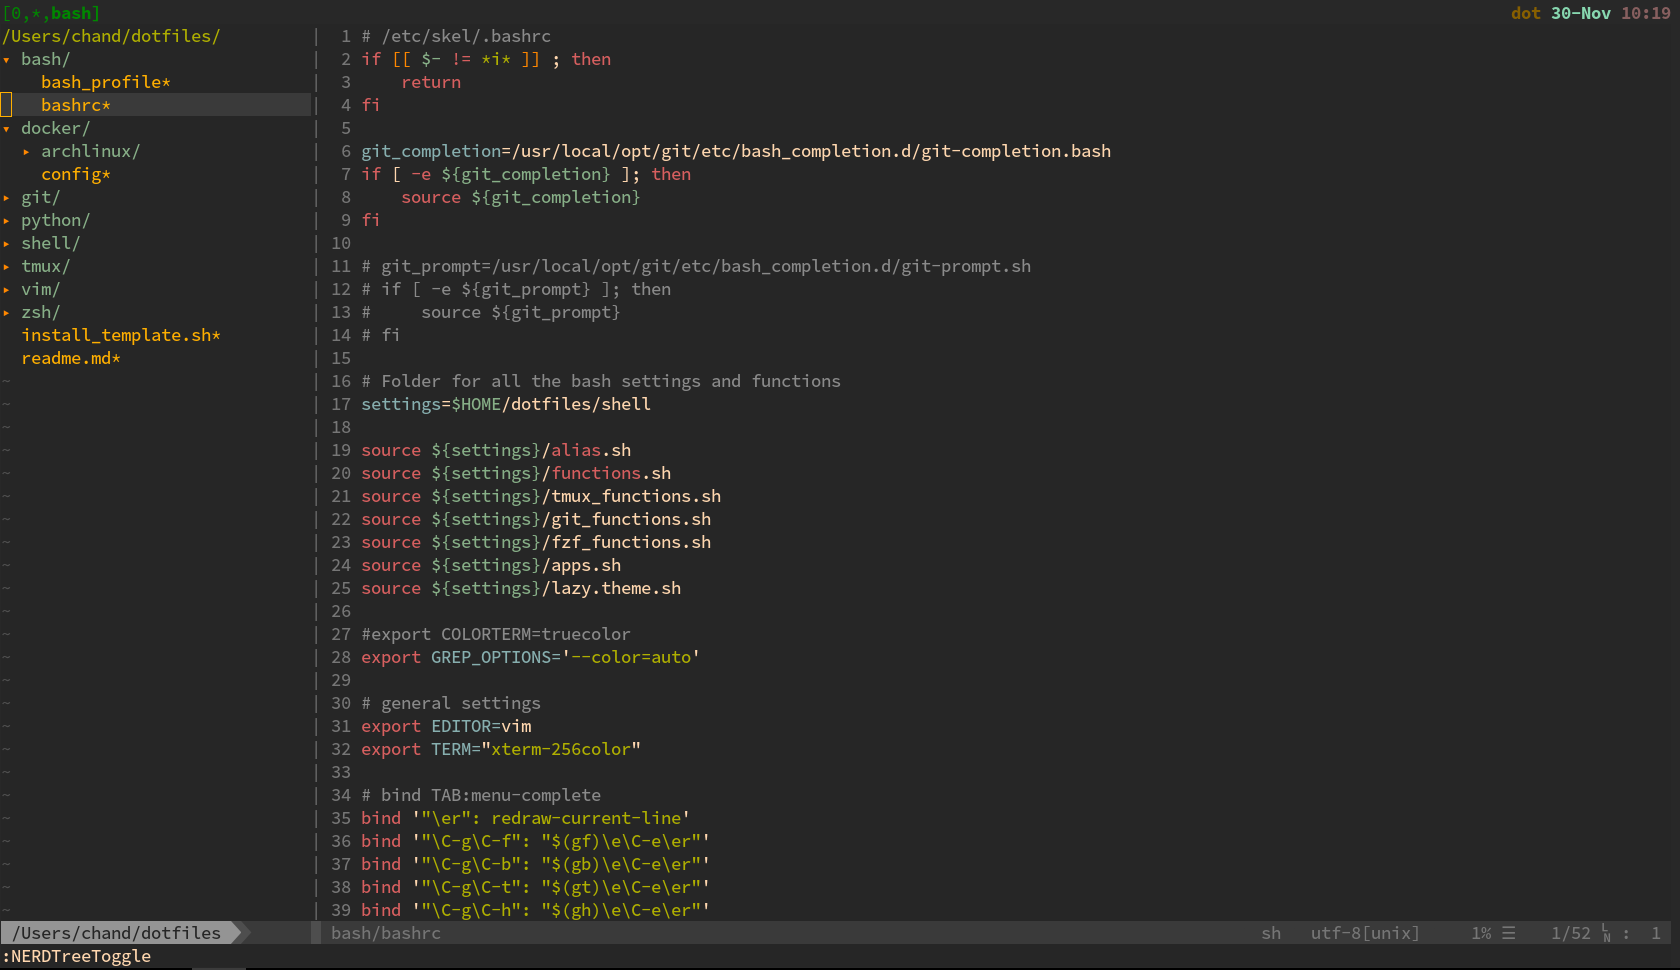 [0,*,bash] dot 30-Nov 10:19
/Users/chand/dotfiles/
▾ bash/
bash_profile*
bashrc*
▾ docker/
▸ archlinux/
config*
▸ git/
▸ python/
▸ shell/
▸ tmux/
▸ vim/
▸ zsh/
install_template.sh*
readme.md*
1 # /etc/skel/.bashrc
2 if [[ $- != *i* ]] ; then
3     return
4 fi
5
6 git_completion=/usr/local/opt/git/etc/bash_completion.d/git-completion.bash
7 if [ -e ${git_completion} ]; then
8     source ${git_completion}
9 fi
10
11 # git_prompt=/usr/local/opt/git/etc/bash_completion.d/git-prompt.sh
12 # if [ -e ${git_prompt} ]; then
13 #     source ${git_prompt}
14 # fi
15
16 # Folder for all the bash settings and functions
17 settings=$HOME/dotfiles/shell
18
19 source ${settings}/alias.sh
20 source ${settings}/functions.sh
21 source ${settings}/tmux_functions.sh
22 source ${settings}/git_functions.sh
23 source ${settings}/fzf_functions.sh
24 source ${settings}/apps.sh
25 source ${settings}/lazy.theme.sh
26
27 #export COLORTERM=truecolor
28 export GREP_OPTIONS='--color=auto'
29
30 # general settings
31 export EDITOR=vim
32 export TERM="xterm-256color"
33
34 # bind TAB:menu-complete
35 bind '"\er": redraw-current-line'
36 bind '"\C-g\C-f": "$(gf)\e\C-e\er"'
37 bind '"\C-g\C-b": "$(gb)\e\C-e\er"'
38 bind '"\C-g\C-t": "$(gt)\e\C-e\er"'
39 bind '"\C-g\C-h": "$(gh)\e\C-e\er"'
/Users/chand/dotfiles bash/bashrc sh utf-8[unix] 1% ☰ 1/52 ␤ : 1
:NERDTreeToggle